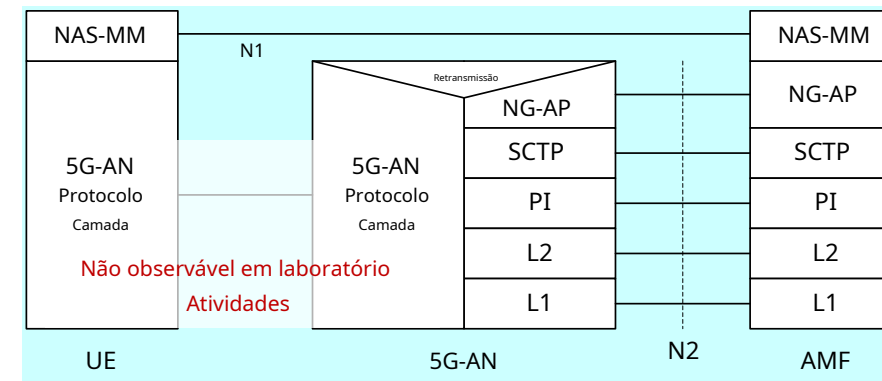 NAS-MM
N1
NAS-MM
Retransmissão
NG-AP
NG-AP
5G-AN
Protocolo
Camada
5G-AN
Protocolo
Camada
SCTP
SCTP
PI
PI
L2
L2
Não observável em laboratório
Atividades
L1
L1
UE
5G-AN
N2
AMF